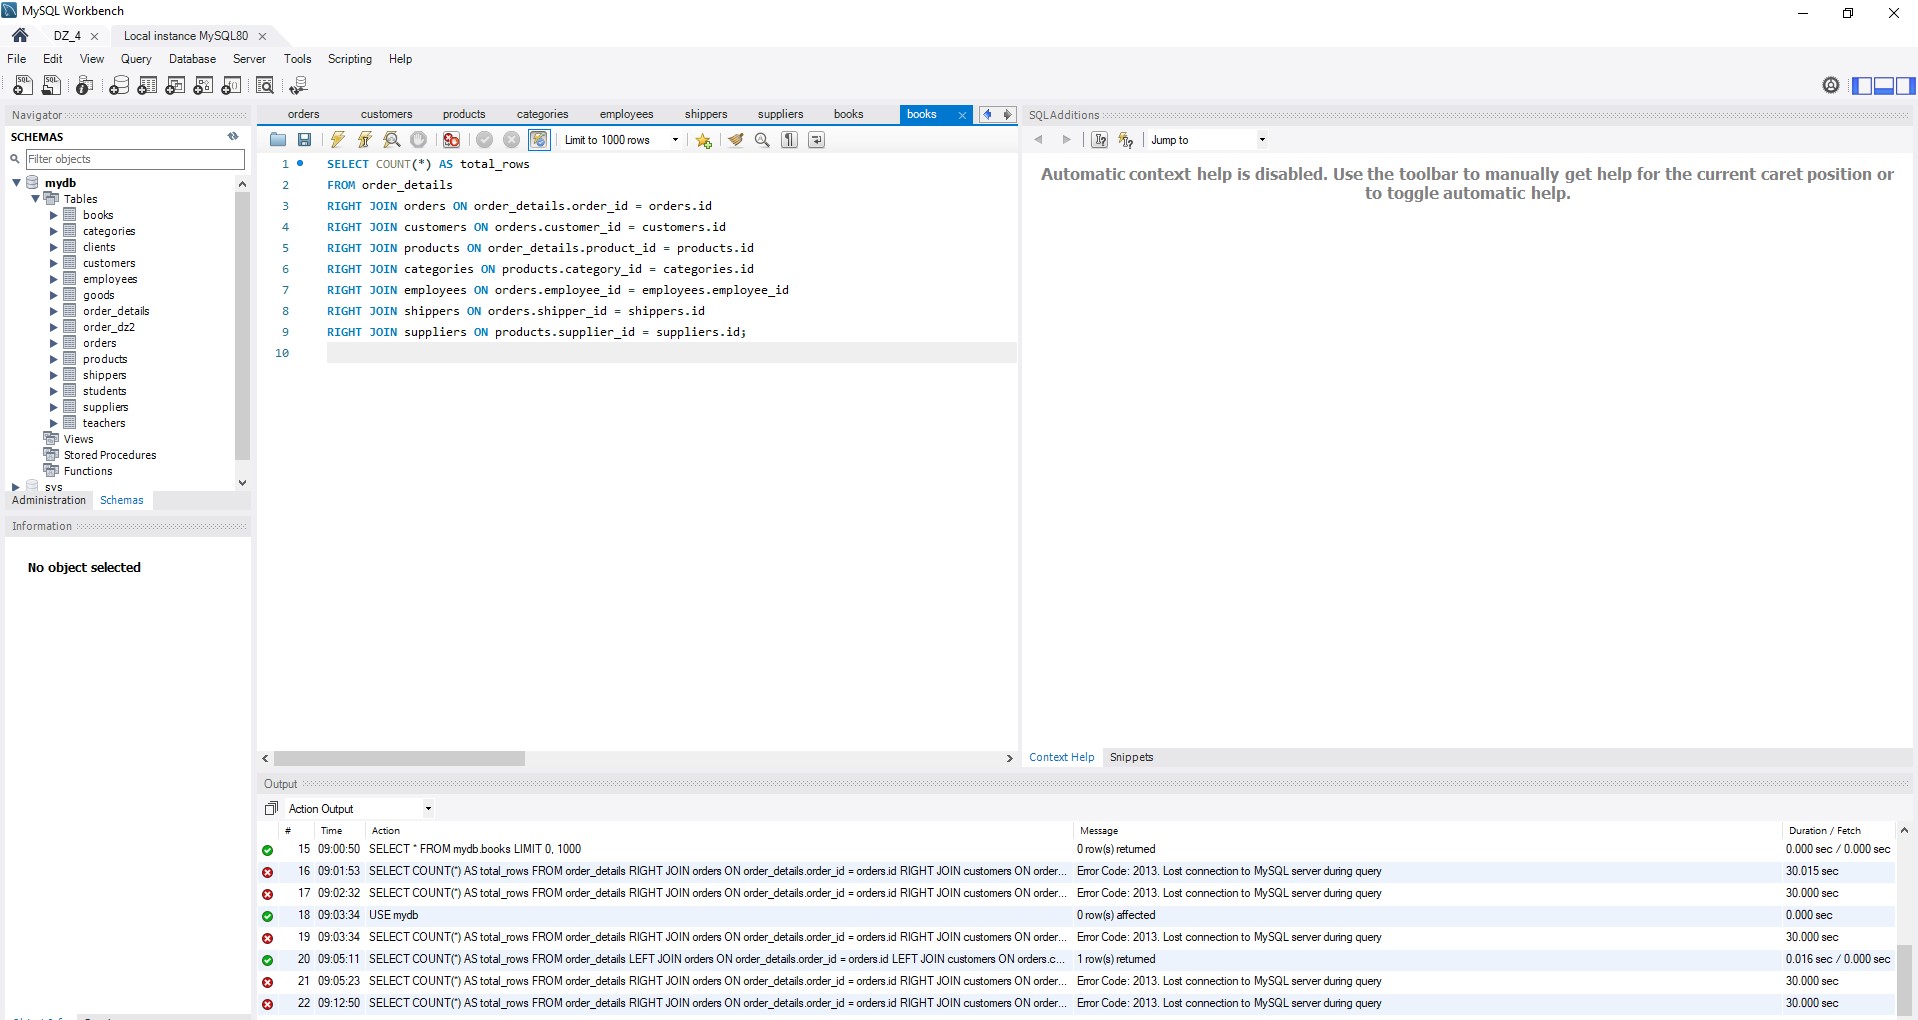 MySQL Workbench
DZ_4
Local instance MySQL80
File Edit View Query Database Server Tools Scripting Help
Navigator
SCHEMAS
Filter objects
mydb
Tables
books
categories
clients
customers
employees
goods
order_details
order_dz2
orders
products
shippers
students
suppliers
teachers
Views
Stored Procedures
Functions
sys
Administration Schemas
Information
No object selected
orders customers products categories employees shippers suppliers books books
Limit to 1000 rows
1 SELECT COUNT(*) AS total_rows
2 FROM order_details
3 RIGHT JOIN orders ON order_details.order_id = orders.id
4 RIGHT JOIN customers ON orders.customer_id = customers.id
5 RIGHT JOIN products ON order_details.product_id = products.id
6 RIGHT JOIN categories ON products.category_id = categories.id
7 RIGHT JOIN employees ON orders.employee_id = employees.employee_id
8 RIGHT JOIN shippers ON orders.shipper_id = shippers.id
9 RIGHT JOIN suppliers ON products.supplier_id = suppliers.id;
10
SQLAdditions
Jump to
Automatic context help is disabled. Use the toolbar to manually get help for the current caret position or
to toggle automatic help.
Context Help Snippets
Output
Action Output
# Time Action Message Duration / Fetch
15 09:00:50 SELECT * FROM mydb.books LIMIT 0, 1000 0 row(s) returned 0.000 sec / 0.000 sec
16 09:01:53 SELECT COUNT(*) AS total_rows FROM order_details RIGHT JOIN orders ON order_details.order_id = orders.id RIGHT JOIN customers ON order... Error Code: 2013. Lost connection to MySQL server during query 30.015 sec
17 09:02:32 SELECT COUNT(*) AS total_rows FROM order_details RIGHT JOIN orders ON order_details.order_id = orders.id RIGHT JOIN customers ON order... Error Code: 2013. Lost connection to MySQL server during query 30.000 sec
18 09:03:34 USE mydb 0 row(s) affected 0.000 sec
19 09:03:34 SELECT COUNT(*) AS total_rows FROM order_details RIGHT JOIN orders ON order_details.order_id = orders.id RIGHT JOIN customers ON order... Error Code: 2013. Lost connection to MySQL server during query 30.000 sec
20 09:05:11 SELECT COUNT(*) AS total_rows FROM order_details LEFT JOIN orders ON order_details.order_id = orders.id LEFT JOIN customers ON orders.c... 1 row(s) returned 0.016 sec / 0.000 sec
21 09:05:23 SELECT COUNT(*) AS total_rows FROM order_details RIGHT JOIN orders ON order_details.order_id = orders.id RIGHT JOIN customers ON order... Error Code: 2013. Lost connection to MySQL server during query 30.000 sec
22 09:12:50 SELECT COUNT(*) AS total_rows FROM order_details RIGHT JOIN orders ON order_details.order_id = orders.id RIGHT JOIN customers ON order... Error Code: 2013. Lost connection to MySQL server during query 30.000 sec